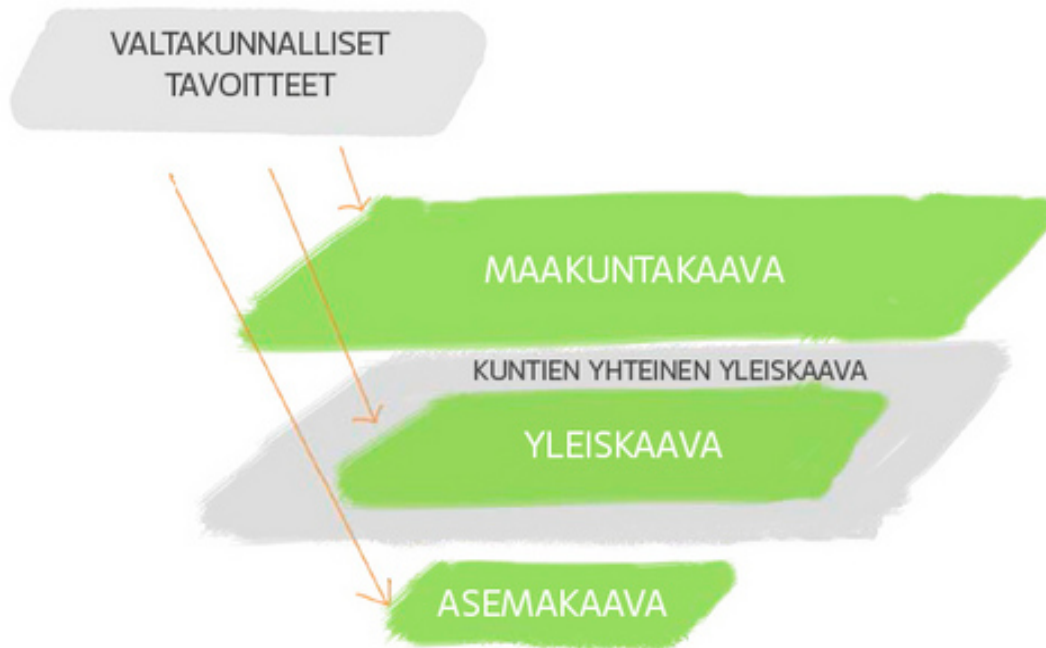 VALTAKUNNALLISET
TAVOITTEET
MAAKUNTAKAAVA
KUNTIEN YHTEINEN YLEISKAAVA
YLEISKAAVA
ASEMAKAAVA